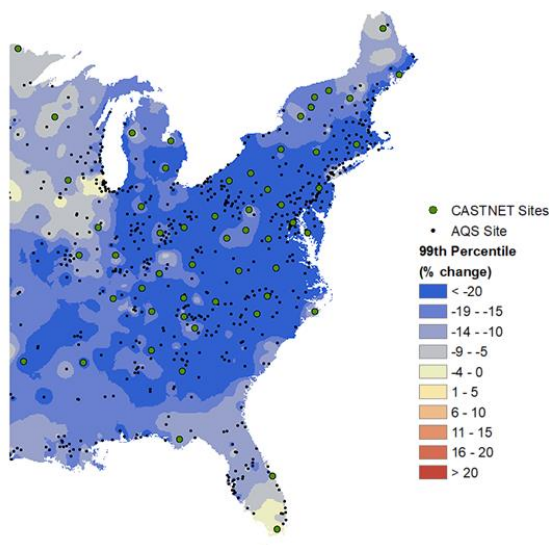 CASTNET Sites
AQS Site
99th Percentile
(% change)
< -20
-19 - -15
-14 - -10
-9 - -5
-4 - 0
1 - 5
6 - 10
11 - 15
16 - 20
> 20